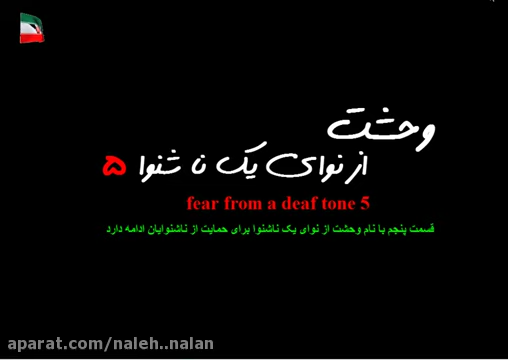 وحشت
از نوای یک نا شنوا ۵
fear from a deaf tone 5
قسمت پنجم با نام وحشت از نوای یک ناشنوا برای حمایت از ناشنوایان ادامه دارد
aparat.com/naleh..nalan